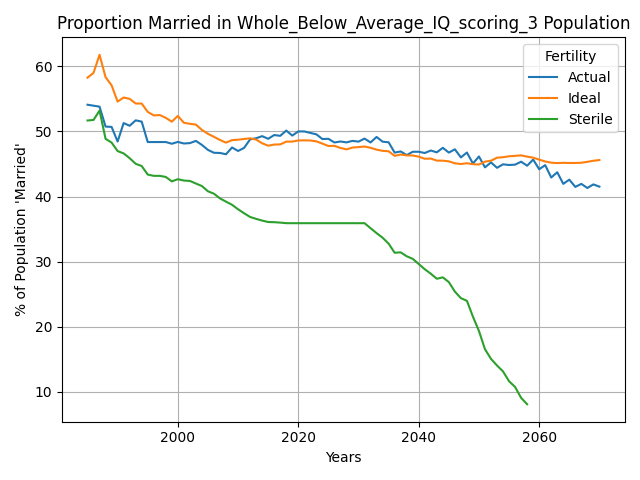 Proportion Married in Whole_Below_Average_IQ_scoring_3 Population
Fertility
Actual
Ideal
Sterile
% of Population 'Married'
60
50
40
30
20
10
2000
2020
2040
2060
Years